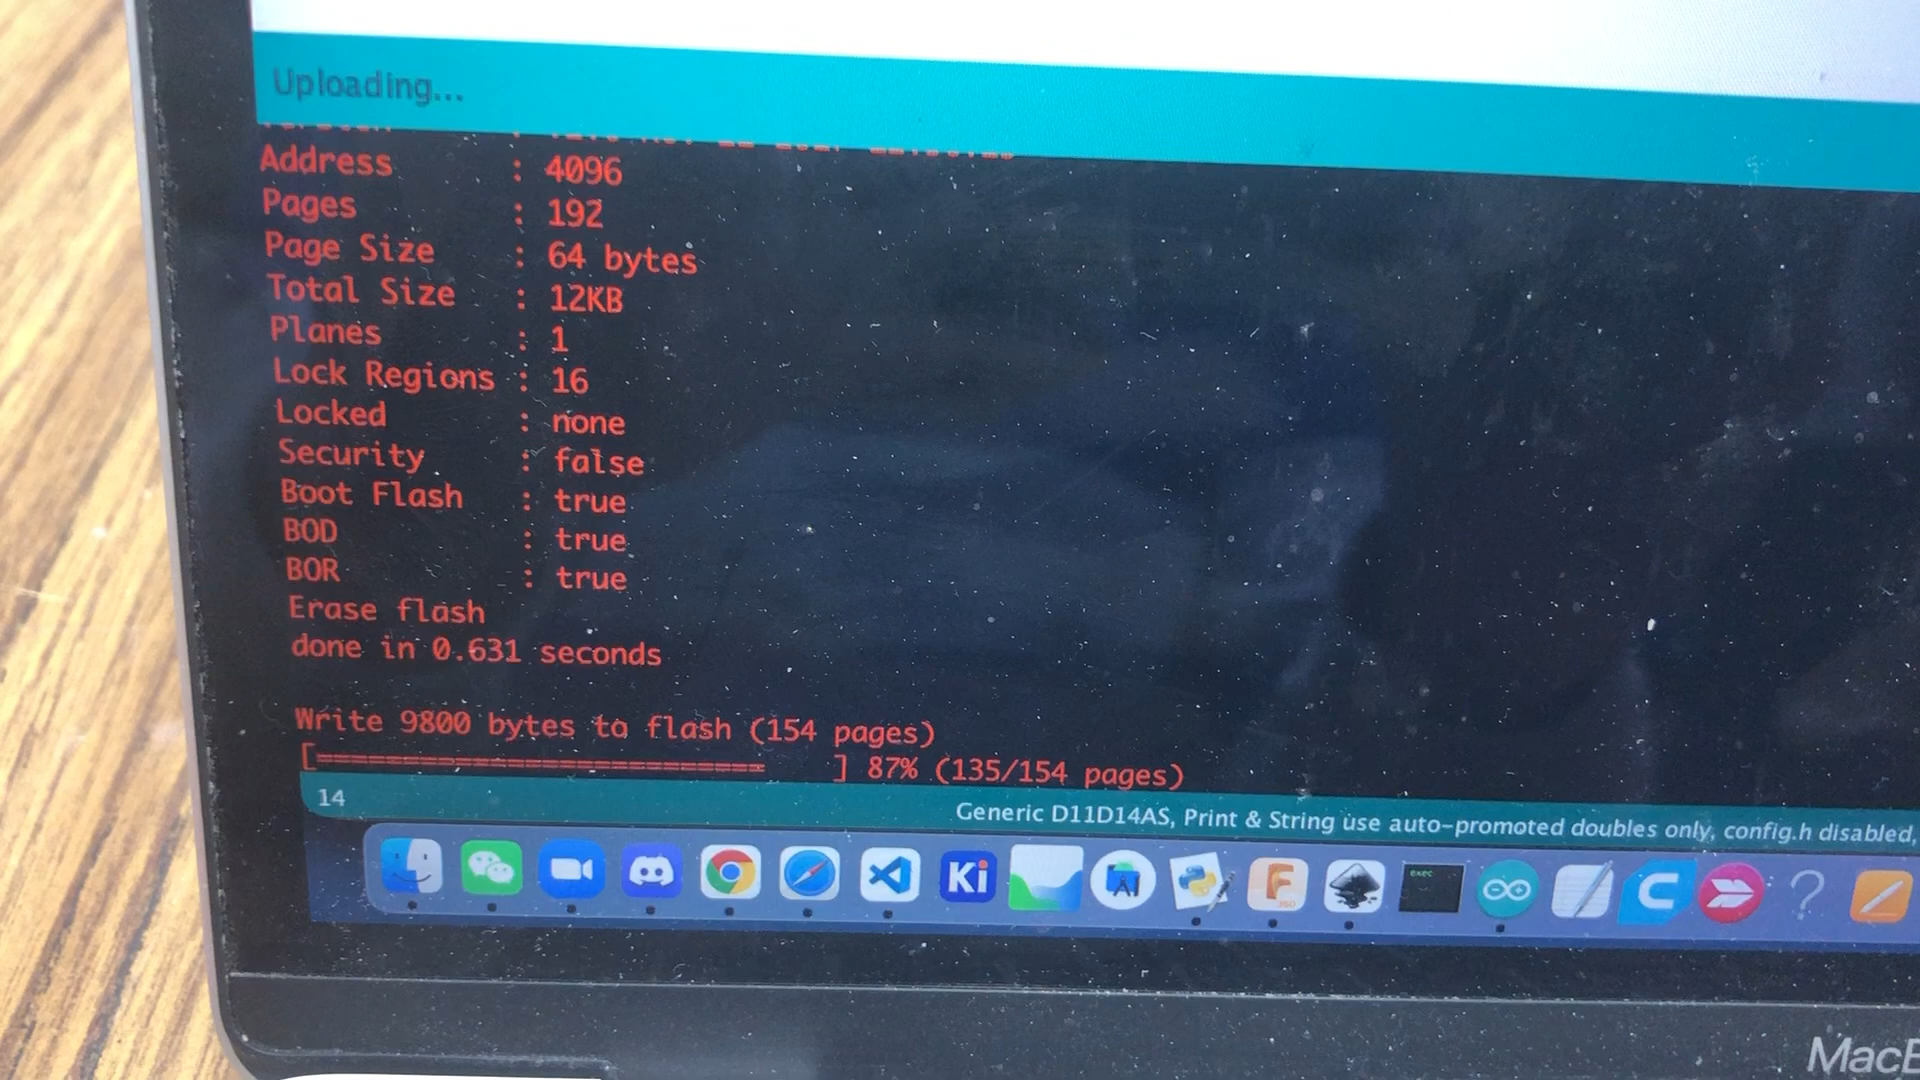 Uploading...
Address : 4096
Pages : 192
Page Size : 64 bytes
Total Size : 12KB
Planes : 1
Lock Regions : 16
Locked : none
Security : false
Boot Flash : true
BOD : true
BOR : true
Erase flash
done in 0.631 seconds
Write 9800 bytes to flash (154 pages)
[========================== ] 87% (135/154 pages)
14
Generic D11D14AS, Print & String use auto-promoted doubles only, config.h disabled,
Ki
F
360
exec